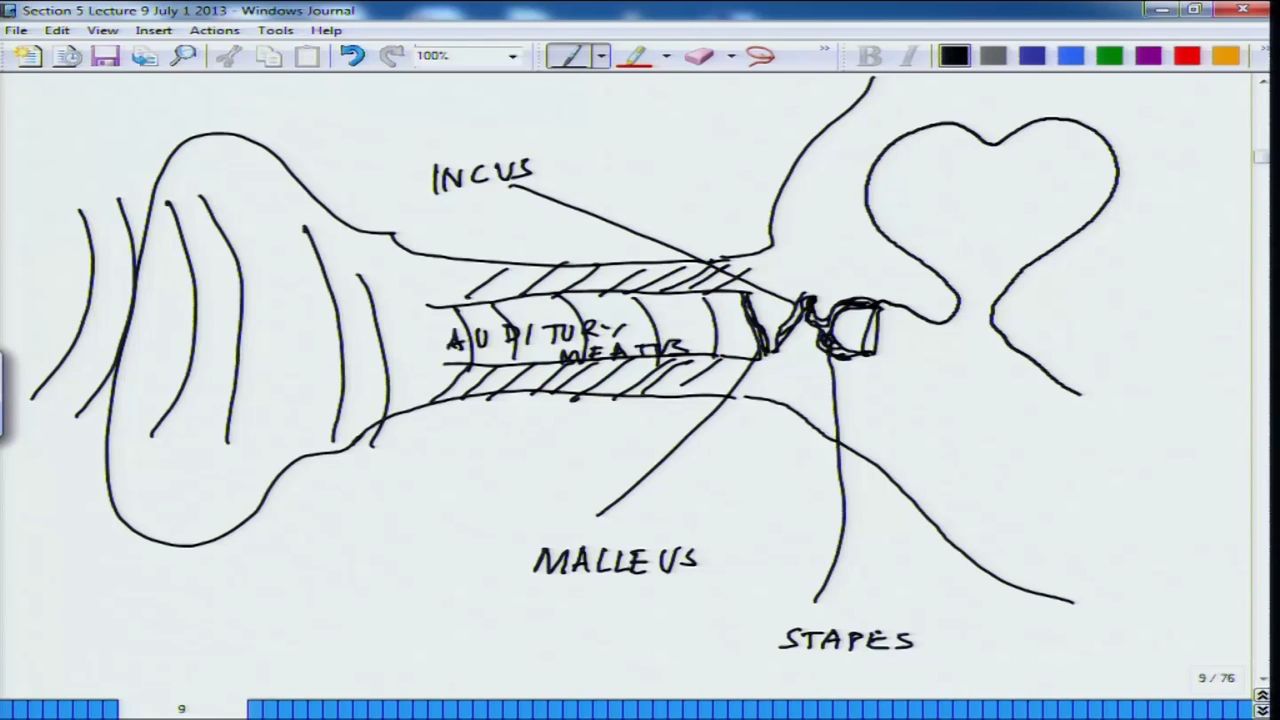 Section 5 Lecture 9 July 1 2013 - Windows Journal
File Edit View Insert Actions Tools Help
100%
B I
INCUS
AUDITORY
MEATUS
MALLEUS
STAPES
9 / 76
9